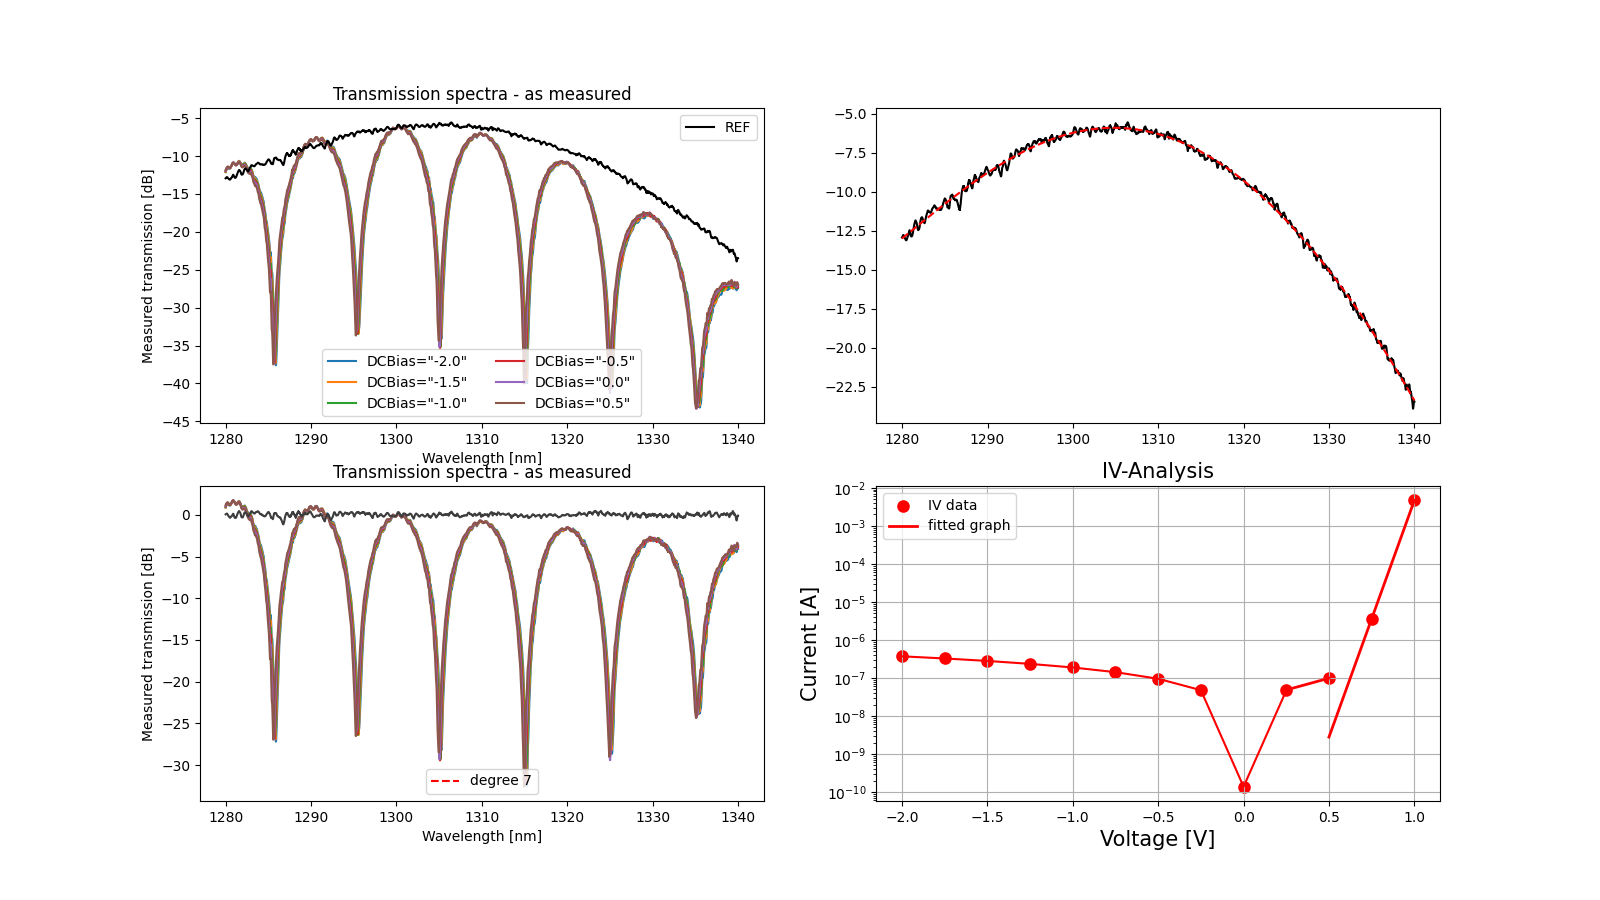 Transmission spectra - as measured
Measured transmission [dB]
−5
−10
−15
−20
−25
−30
−35
−40
−45
REF
DCBias="-2.0"
DCBias="-1.5"
DCBias="-1.0"
DCBias="-0.5"
DCBias="0.0"
DCBias="0.5"
1280 1290 1300 1310 1320 1330 1340
Wavelength [nm]
−5.0
−7.5
−10.0
−12.5
−15.0
−17.5
−20.0
−22.5
1280 1290 1300 1310 1320 1330 1340
Transmission spectra - as measured
Measured transmission [dB]
0
−5
−10
−15
−20
−25
−30
degree 7
1280 1290 1300 1310 1320 1330 1340
Wavelength [nm]
IV-Analysis
Current [A]
10⁻²
10⁻³
10⁻⁴
10⁻⁵
10⁻⁶
10⁻⁷
10⁻⁸
10⁻⁹
10⁻¹⁰
IV data
fitted graph
−2.0 −1.5 −1.0 −0.5 0.0 0.5 1.0
Voltage [V]